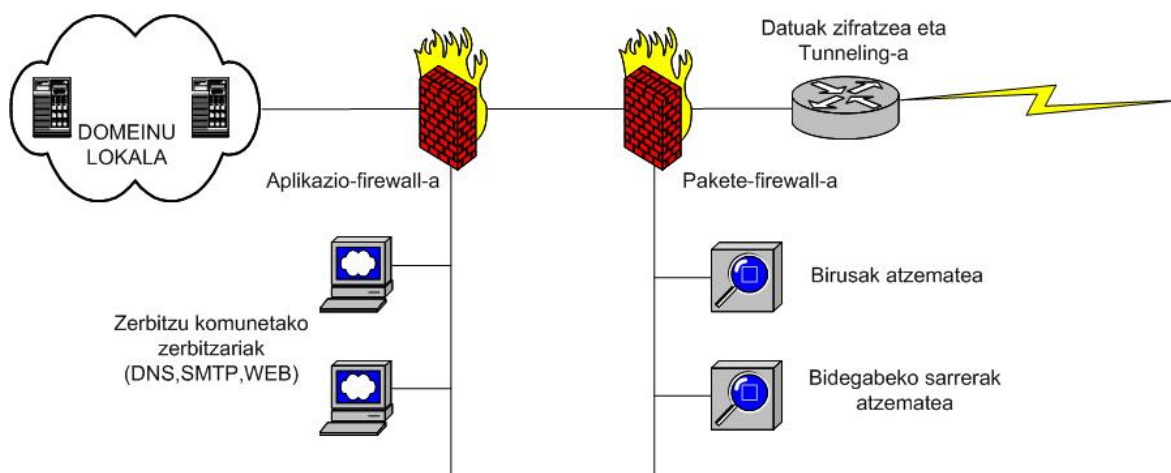 Datuak zifratzea eta
Tunneling-a
DOMEINU
LOKALA
Aplikazio-firewall-a
Pakete-firewall-a
Birusak atzematea
Zerbitzu komunetako
zerbitzariak
(DNS,SMTP,WEB)
Bidegabeko sarrerak
atzematea